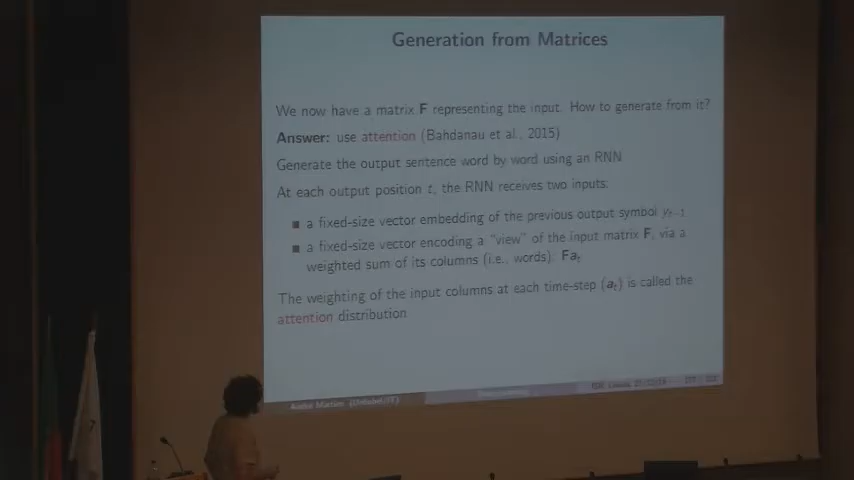 Generation from Matrices
We now have a matrix F representing the input. How to generate from it?
Answer: use attention (Bahdanau et al., 2015)
Generate the output sentence word by word using an RNN
At each output position t, the RNN receives two inputs:
■ a fixed-size vector embedding of the previous output symbol yt−1
■ a fixed-size vector encoding a "view" of the input matrix F, via a
weighted sum of its columns (i.e., words): Fat
The weighting of the input columns at each time-step (at) is called the
attention distribution